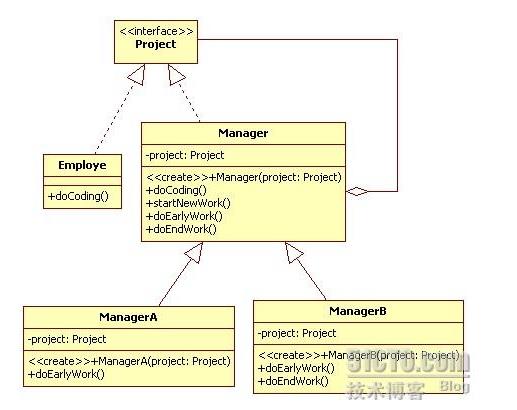 <<interface>>
Project
Manager
-project: Project
<<create>>+Manager(project: Project)
+doCoding()
+startNewWork()
+doEarlyWork()
+doEndWork()
Employe
+doCoding()
ManagerA
-project: Project
<<create>>+ManagerA(project: Project)
+doEarlyWork()
ManagerB
-project: Project
<<create>>+ManagerB(project: Project)
+doEarlyWork()
+doEndWork()
51CTO.com
技术博客 Blog